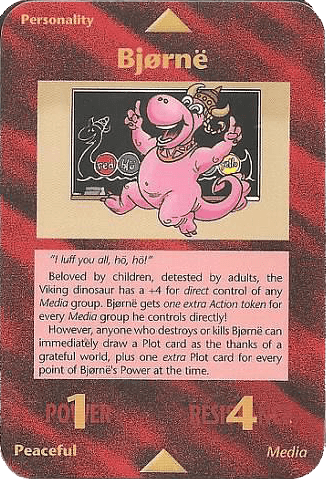 Personality
Bjørnë
red
blu
"I luff you all, hö, hö!"
Beloved by children, detested by adults, the
Viking dinosaur has a +4 for direct control of any
Media group. Bjørnë gets one extra Action token for
every Media group he controls directly!
However, anyone who destroys or kills Bjørnë can
immediately draw a Plot card as the thanks of a
grateful world, plus one extra Plot card for every
point of Bjørnë's Power at the time.
POWER 1
4
Peaceful
Media